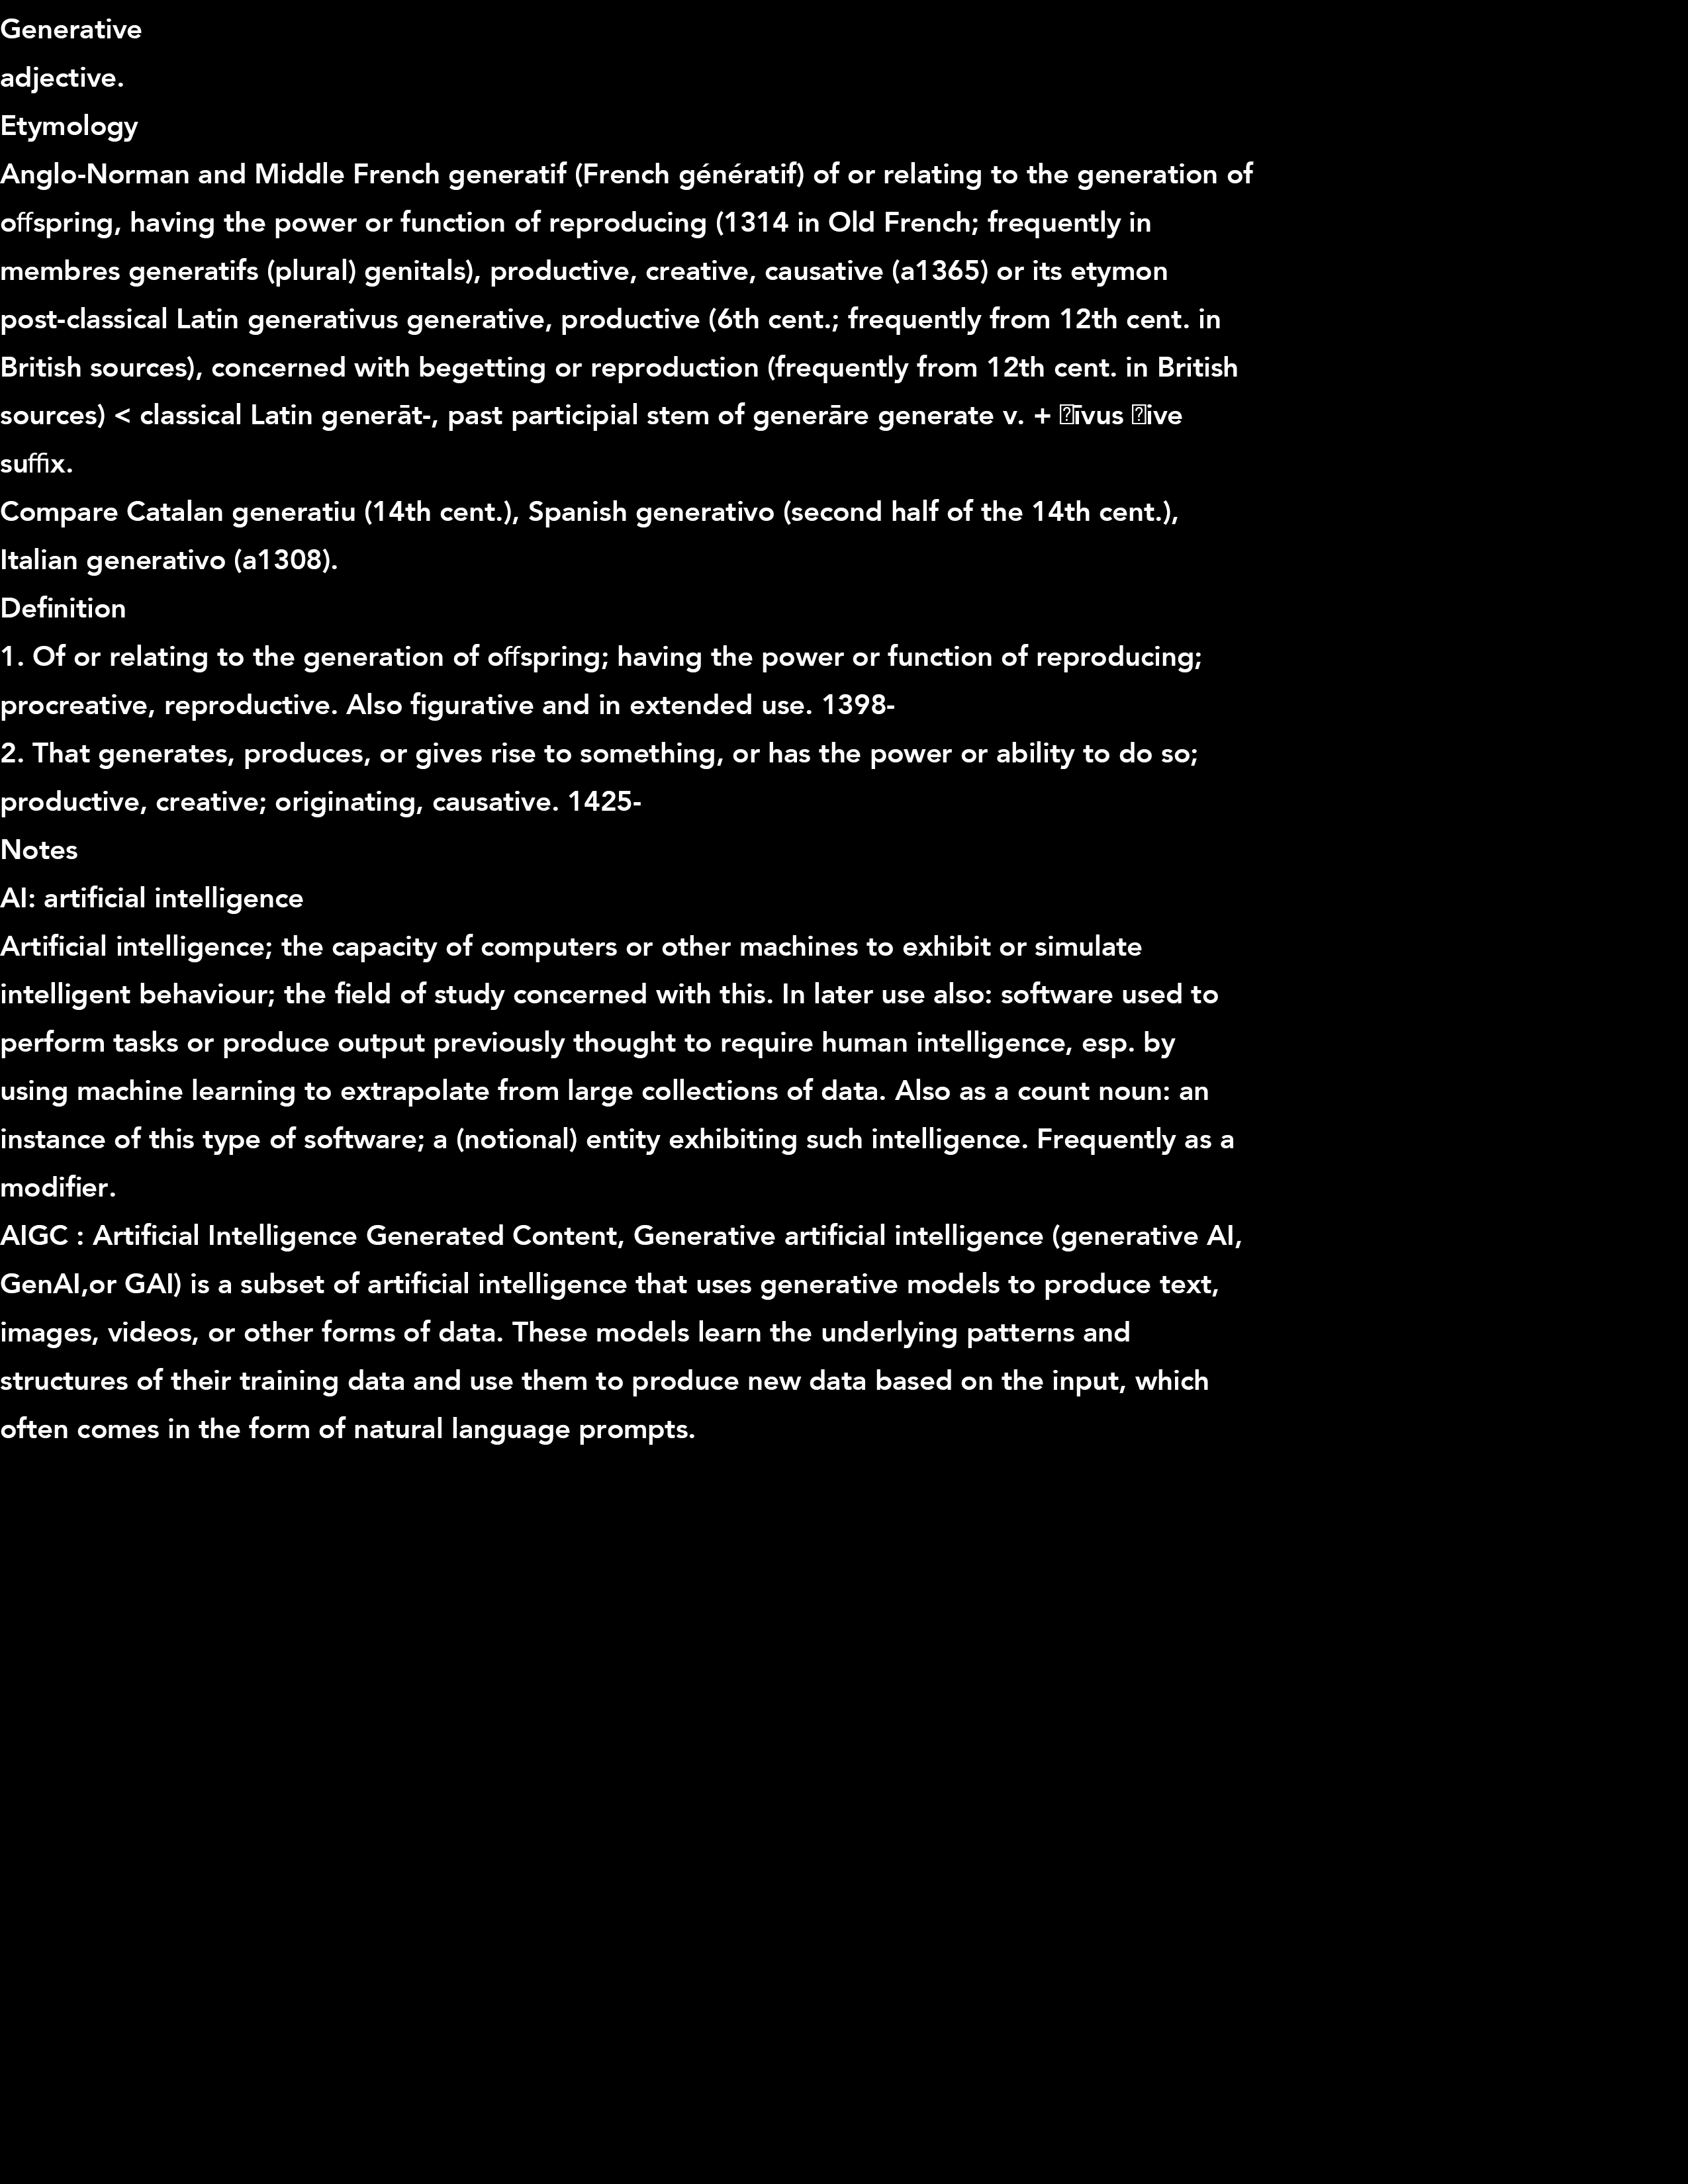 Generative
adjective.
Etymology
Anglo-Norman and Middle French generatif (French génératif) of or relating to the generation of
offspring, having the power or function of reproducing (1314 in Old French; frequently in
membres generatifs (plural) genitals), productive, creative, causative (a1365) or its etymon
post-classical Latin generativus generative, productive (6th cent.; frequently from 12th cent. in
British sources), concerned with begetting or reproduction (frequently from 12th cent. in British
sources) < classical Latin generāt-, past participial stem of generāre generate v. + �īvus �ive
suffix.
Compare Catalan generatiu (14th cent.), Spanish generativo (second half of the 14th cent.),
Italian generativo (a1308).
Definition
1. Of or relating to the generation of offspring; having the power or function of reproducing;
procreative, reproductive. Also figurative and in extended use. 1398-
2. That generates, produces, or gives rise to something, or has the power or ability to do so;
productive, creative; originating, causative. 1425-
Notes
AI: artificial intelligence
Artificial intelligence; the capacity of computers or other machines to exhibit or simulate
intelligent behaviour; the field of study concerned with this. In later use also: software used to
perform tasks or produce output previously thought to require human intelligence, esp. by
using machine learning to extrapolate from large collections of data. Also as a count noun: an
instance of this type of software; a (notional) entity exhibiting such intelligence. Frequently as a
modifier.
AIGC : Artificial Intelligence Generated Content, Generative artificial intelligence (generative AI,
GenAI,or GAI) is a subset of artificial intelligence that uses generative models to produce text,
images, videos, or other forms of data. These models learn the underlying patterns and
structures of their training data and use them to produce new data based on the input, which
often comes in the form of natural language prompts.